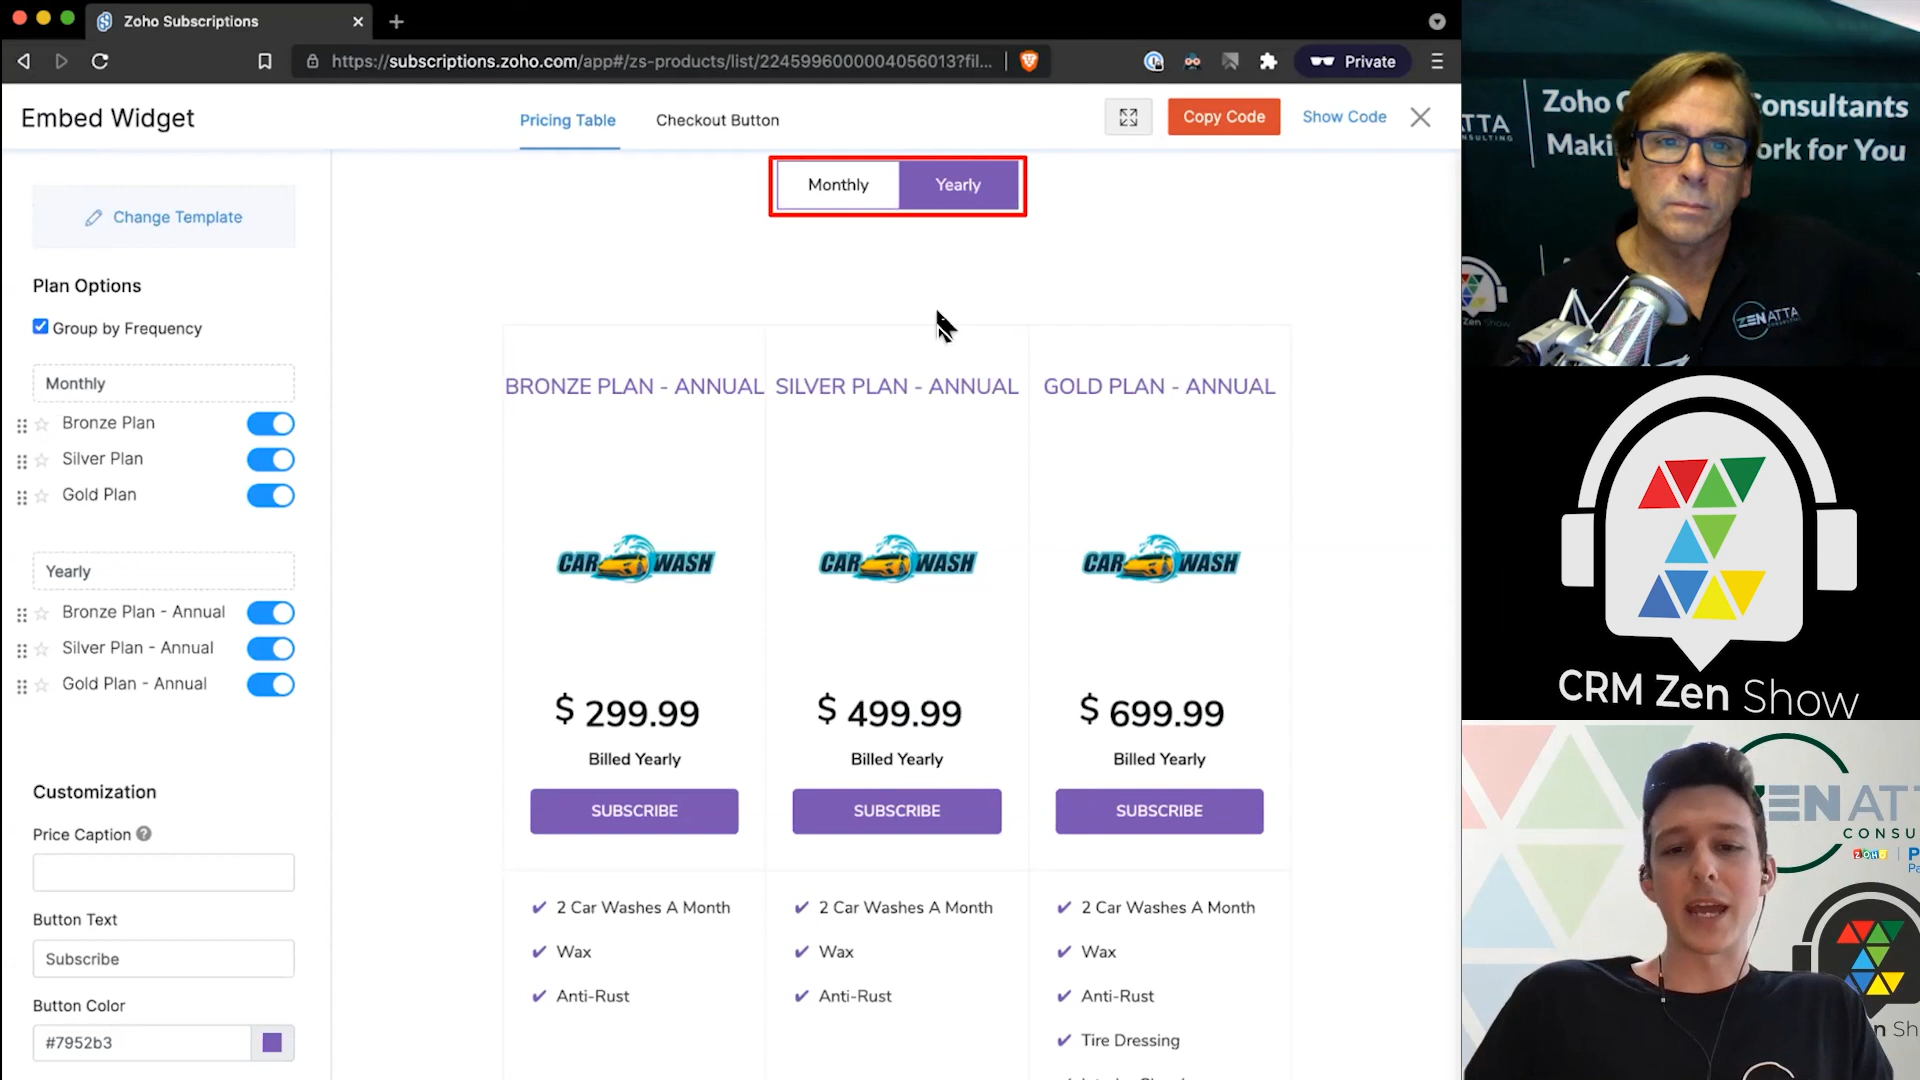 Zoho Subscriptions
https://subscriptions.zoho.com/app#/zs-products/list/2245996000004056013?fil...
Private
Embed Widget
Pricing Table
Checkout Button
Copy Code
Show Code
Change Template
Plan Options
Group by Frequency
Monthly
Bronze Plan
Silver Plan
Gold Plan
Yearly
Bronze Plan - Annual
Silver Plan - Annual
Gold Plan - Annual
Customization
Price Caption
Button Text
Subscribe
Button Color
#7952b3
Monthly Yearly
BRONZE PLAN - ANNUAL
CAR WASH
$ 299.99
Billed Yearly
SUBSCRIBE
2 Car Washes A Month
Wax
Anti-Rust
SILVER PLAN - ANNUAL
CAR WASH
$ 499.99
Billed Yearly
SUBSCRIBE
2 Car Washes A Month
Wax
Anti-Rust
GOLD PLAN - ANNUAL
CAR WASH
$ 699.99
Billed Yearly
SUBSCRIBE
2 Car Washes A Month
Wax
Anti-Rust
Tire Dressing
Zoho C onsultants
Maki ork for You
ATTA
Zen Show
ZENATTA
CRM Zen Show
ZENAT
CONSU
ZOHO
n Sh